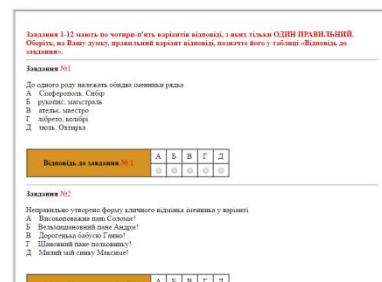 Завдання 1-12 мають по чотири-п'ять варіантів відповіді, з яких тільки ОДИН ПРАВИЛЬНИЙ.
Оберіть, на Вашу думку, правильний варіант відповіді, позначте його у таблиці «Відповідь до
завдання».
Завдання №1
До одного роду належать обидва іменники рядка
А Сімферополь, Сибір
Б рукопис, магістраль
В ательє, маестро
Г лібрето, колібрі
Д тюль, Охтирка
Відповідь до завдання № 1
А Б В Г Д
Завдання №2
Неправильно утворено форму кличного відмінка іменника у варіанті
А Високоповажна пані Соломіє!
Б Вельмишановний пане Андрію!
В Дорогенька бабусю Ганно!
Г Шановний пане полковнику!
Д Милий мій синку Максиме!
А Б В Г Д